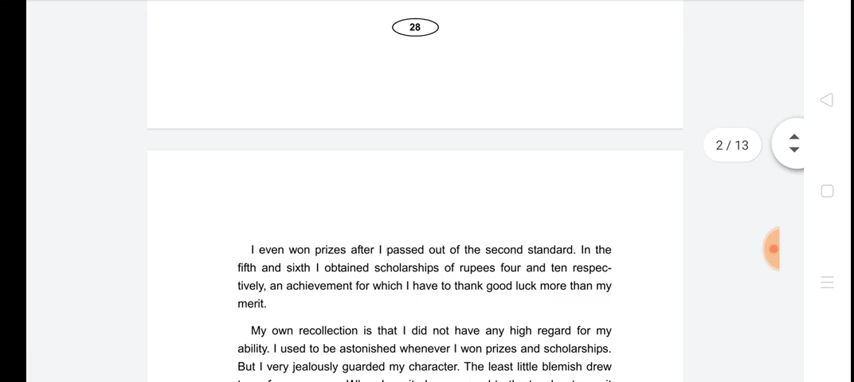 28
2 / 13
I even won prizes after I passed out of the second standard. In the
fifth and sixth I obtained scholarships of rupees four and ten respec-
tively, an achievement for which I have to thank good luck more than my
merit.
My own recollection is that I did not have any high regard for my
ability. I used to be astonished whenever I won prizes and scholarships.
But I very jealously guarded my character. The least little blemish drew